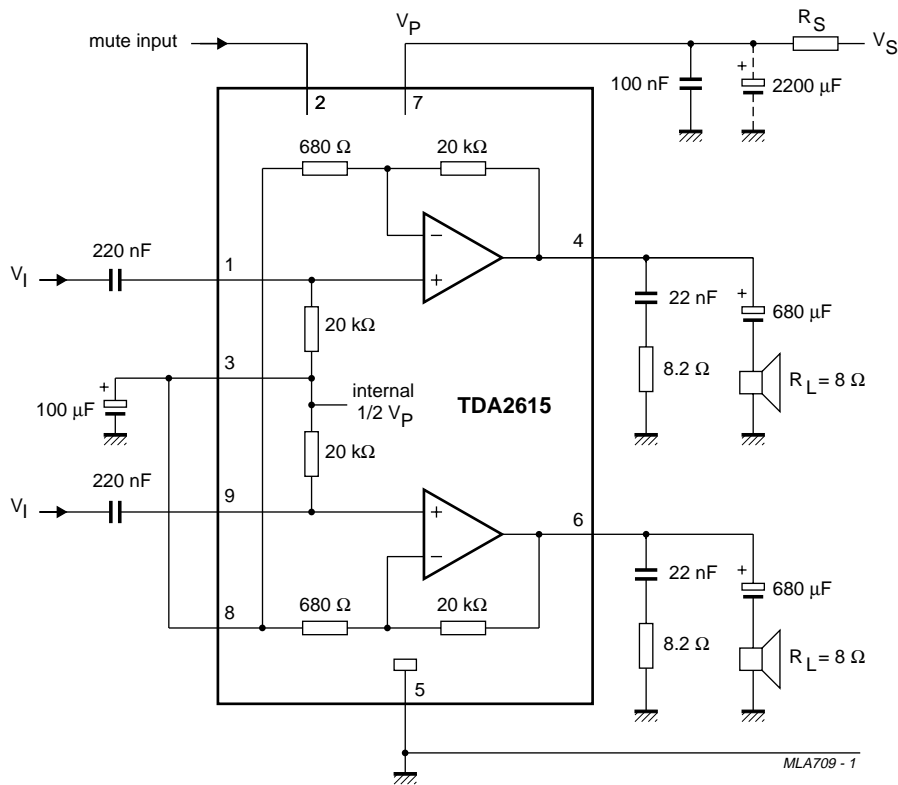 V_P
R_S
mute input
V_S
100 nF
+
2200 μF
2
7
680 Ω
20 kΩ
−
+
4
220 nF
V_I
1
22 nF
+
680 μF
20 kΩ
8.2 Ω
R_L = 8 Ω
3
+
100 μF
internal
1/2 V_P
TDA2615
20 kΩ
220 nF
V_I
9
+
−
6
22 nF
+
680 μF
8
680 Ω
20 kΩ
8.2 Ω
R_L = 8 Ω
5
MLA709 - 1